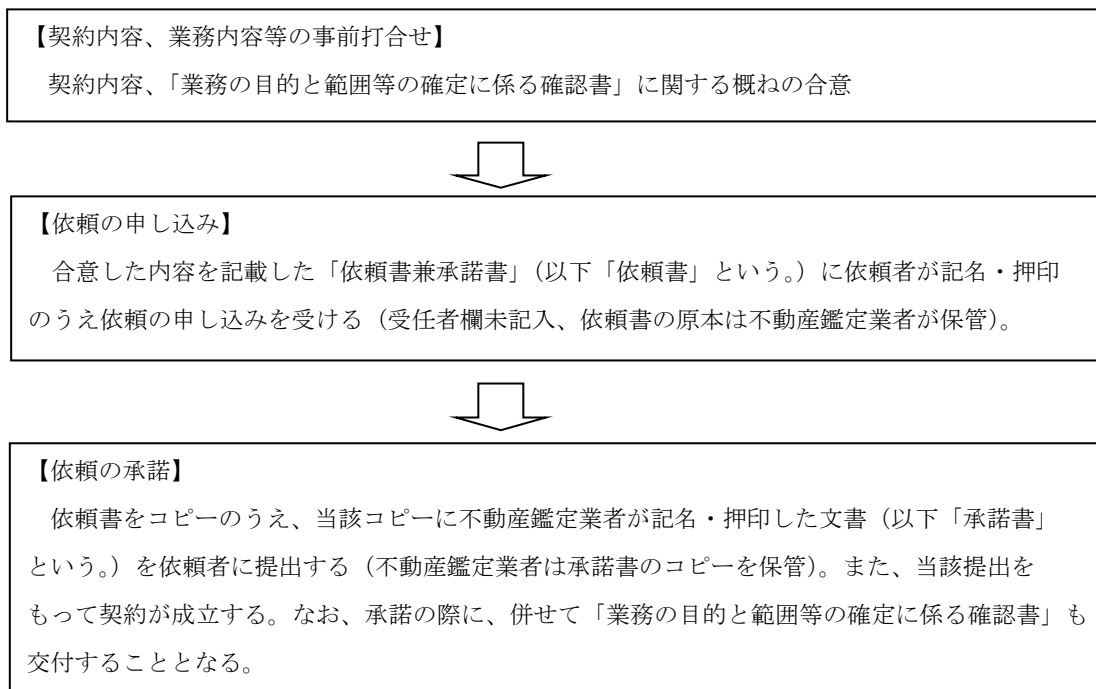 【契約内容、業務内容等の事前打合せ】
契約内容、「業務の目的と範囲等の確定に係る確認書」に関する概ねの合意
【依頼の申し込み】
合意した内容を記載した「依頼書兼承諾書」（以下「依頼書」という。）に依頼者が記名・押印
のうえ依頼の申し込みを受ける（受任者欄未記入、依頼書の原本は不動産鑑定業者が保管）。
【依頼の承諾】
依頼書をコピーのうえ、当該コピーに不動産鑑定業者が記名・押印した文書（以下「承諾書」
という。）を依頼者に提出する（不動産鑑定業者は承諾書のコピーを保管）。また、当該提出を
もって契約が成立する。なお、承諾の際に、併せて「業務の目的と範囲等の確定に係る確認書」も
交付することとなる。